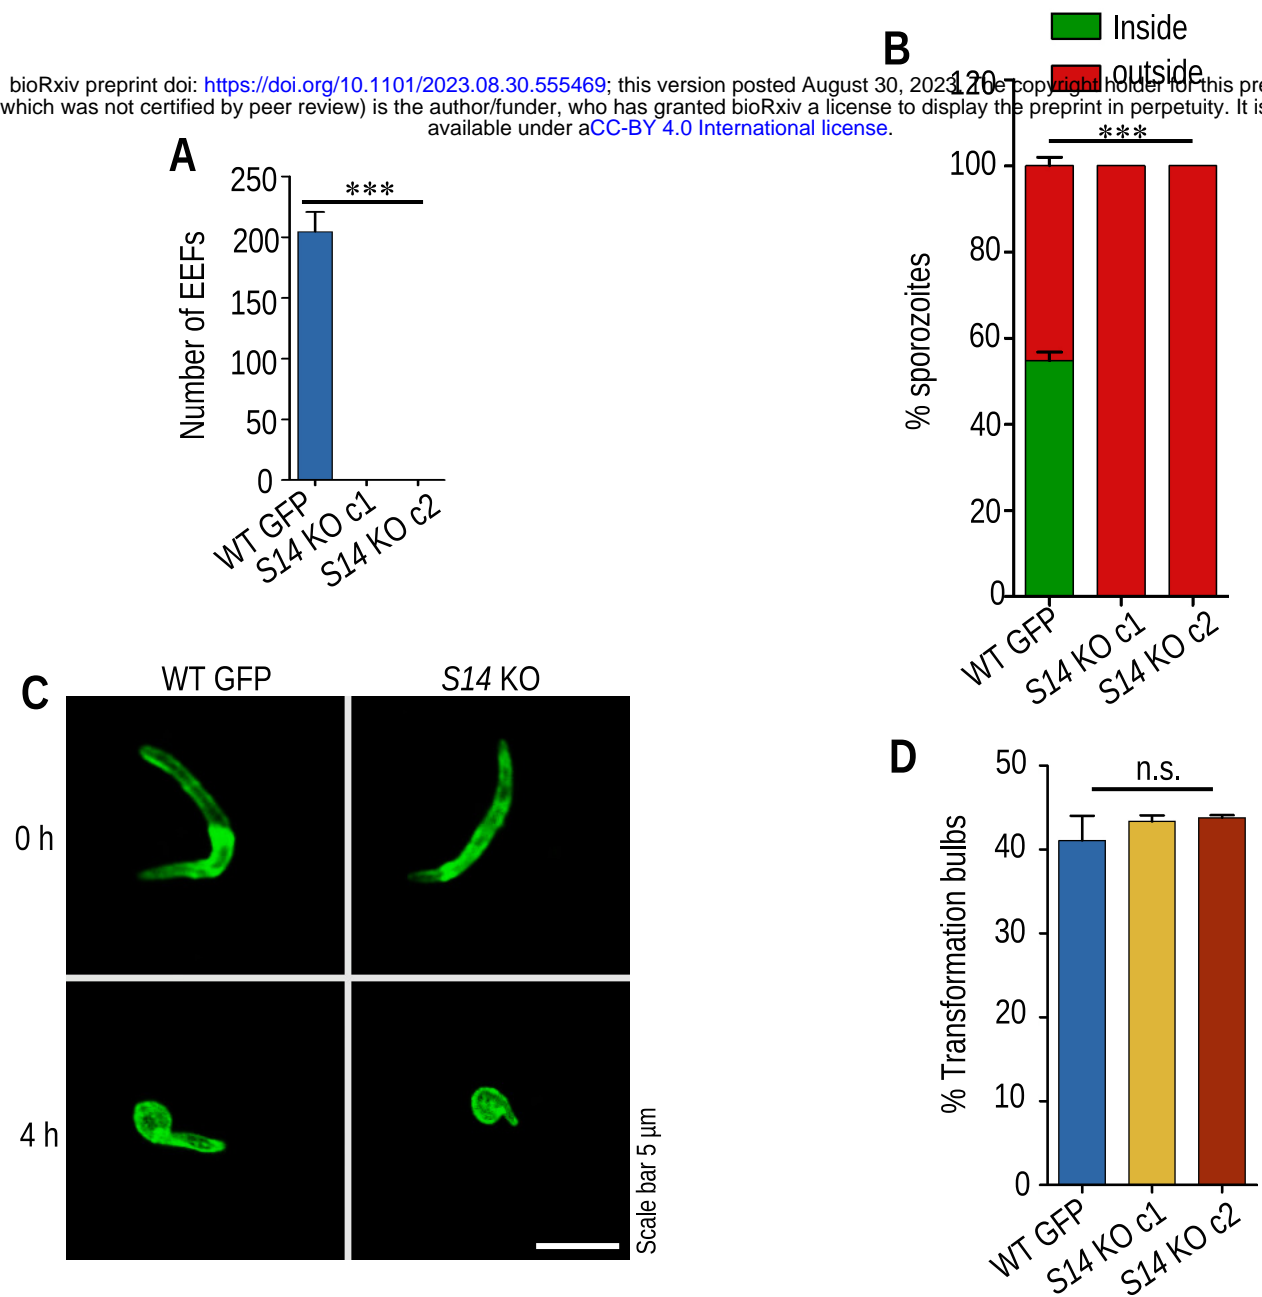 bioRxiv preprint doi: https://doi.org/10.1101/2023.08.30.555469; this version posted August 30, 2023. The copyright holder for this pre
which was not certified by peer review) is the author/funder, who has granted bioRxiv a license to display the preprint in perpetuity. It is
available under aCC-BY 4.0 International license.
A
Number of EEFs
250
200
150
100
50
0
***
WT GFP
S14 KO c1
S14 KO c2
B
Inside
outside
% sporozoites
120
100
80
60
40
20
0
***
WT GFP
S14 KO c1
S14 KO c2
C
WT GFP
S14 KO
0 h
4 h
Scale bar 5 µm
D
% Transformation bulbs
50
40
30
20
10
0
n.s.
WT GFP
S14 KO c1
S14 KO c2